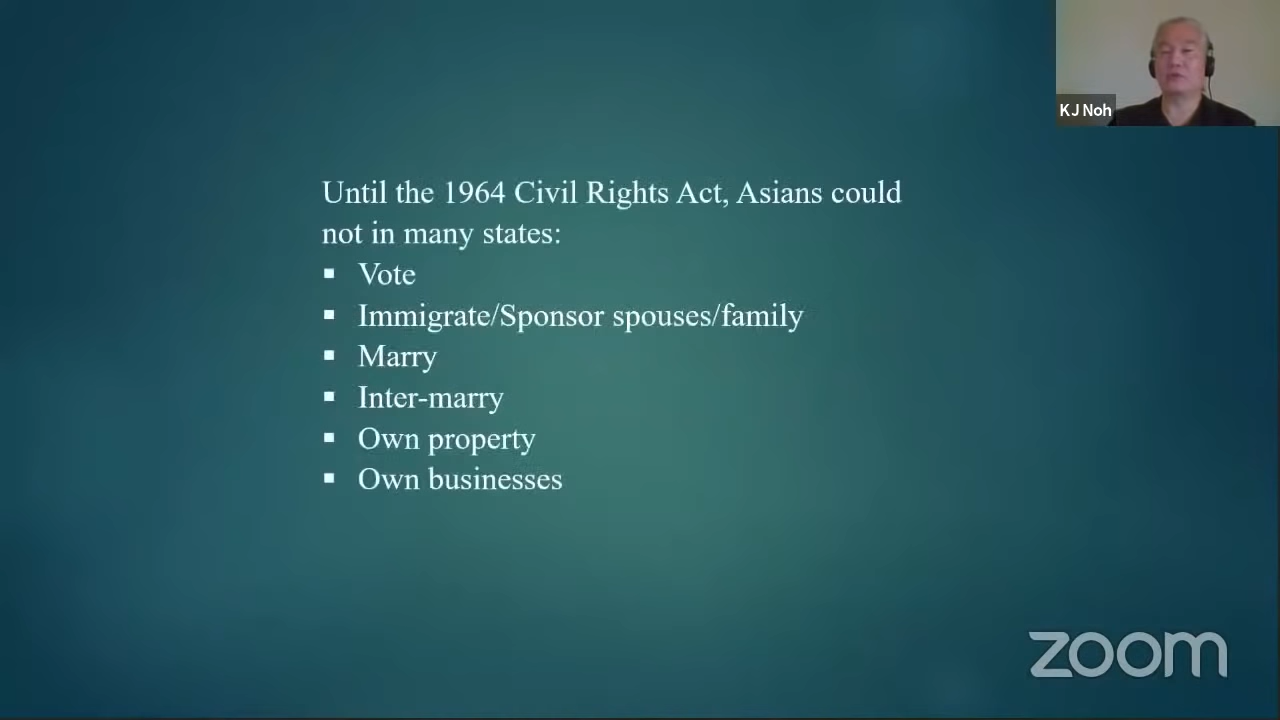 KJ Noh
Until the 1964 Civil Rights Act, Asians could
not in many states:
▪ Vote
▪ Immigrate/Sponsor spouses/family
▪ Marry
▪ Inter-marry
▪ Own property
▪ Own businesses
zoom